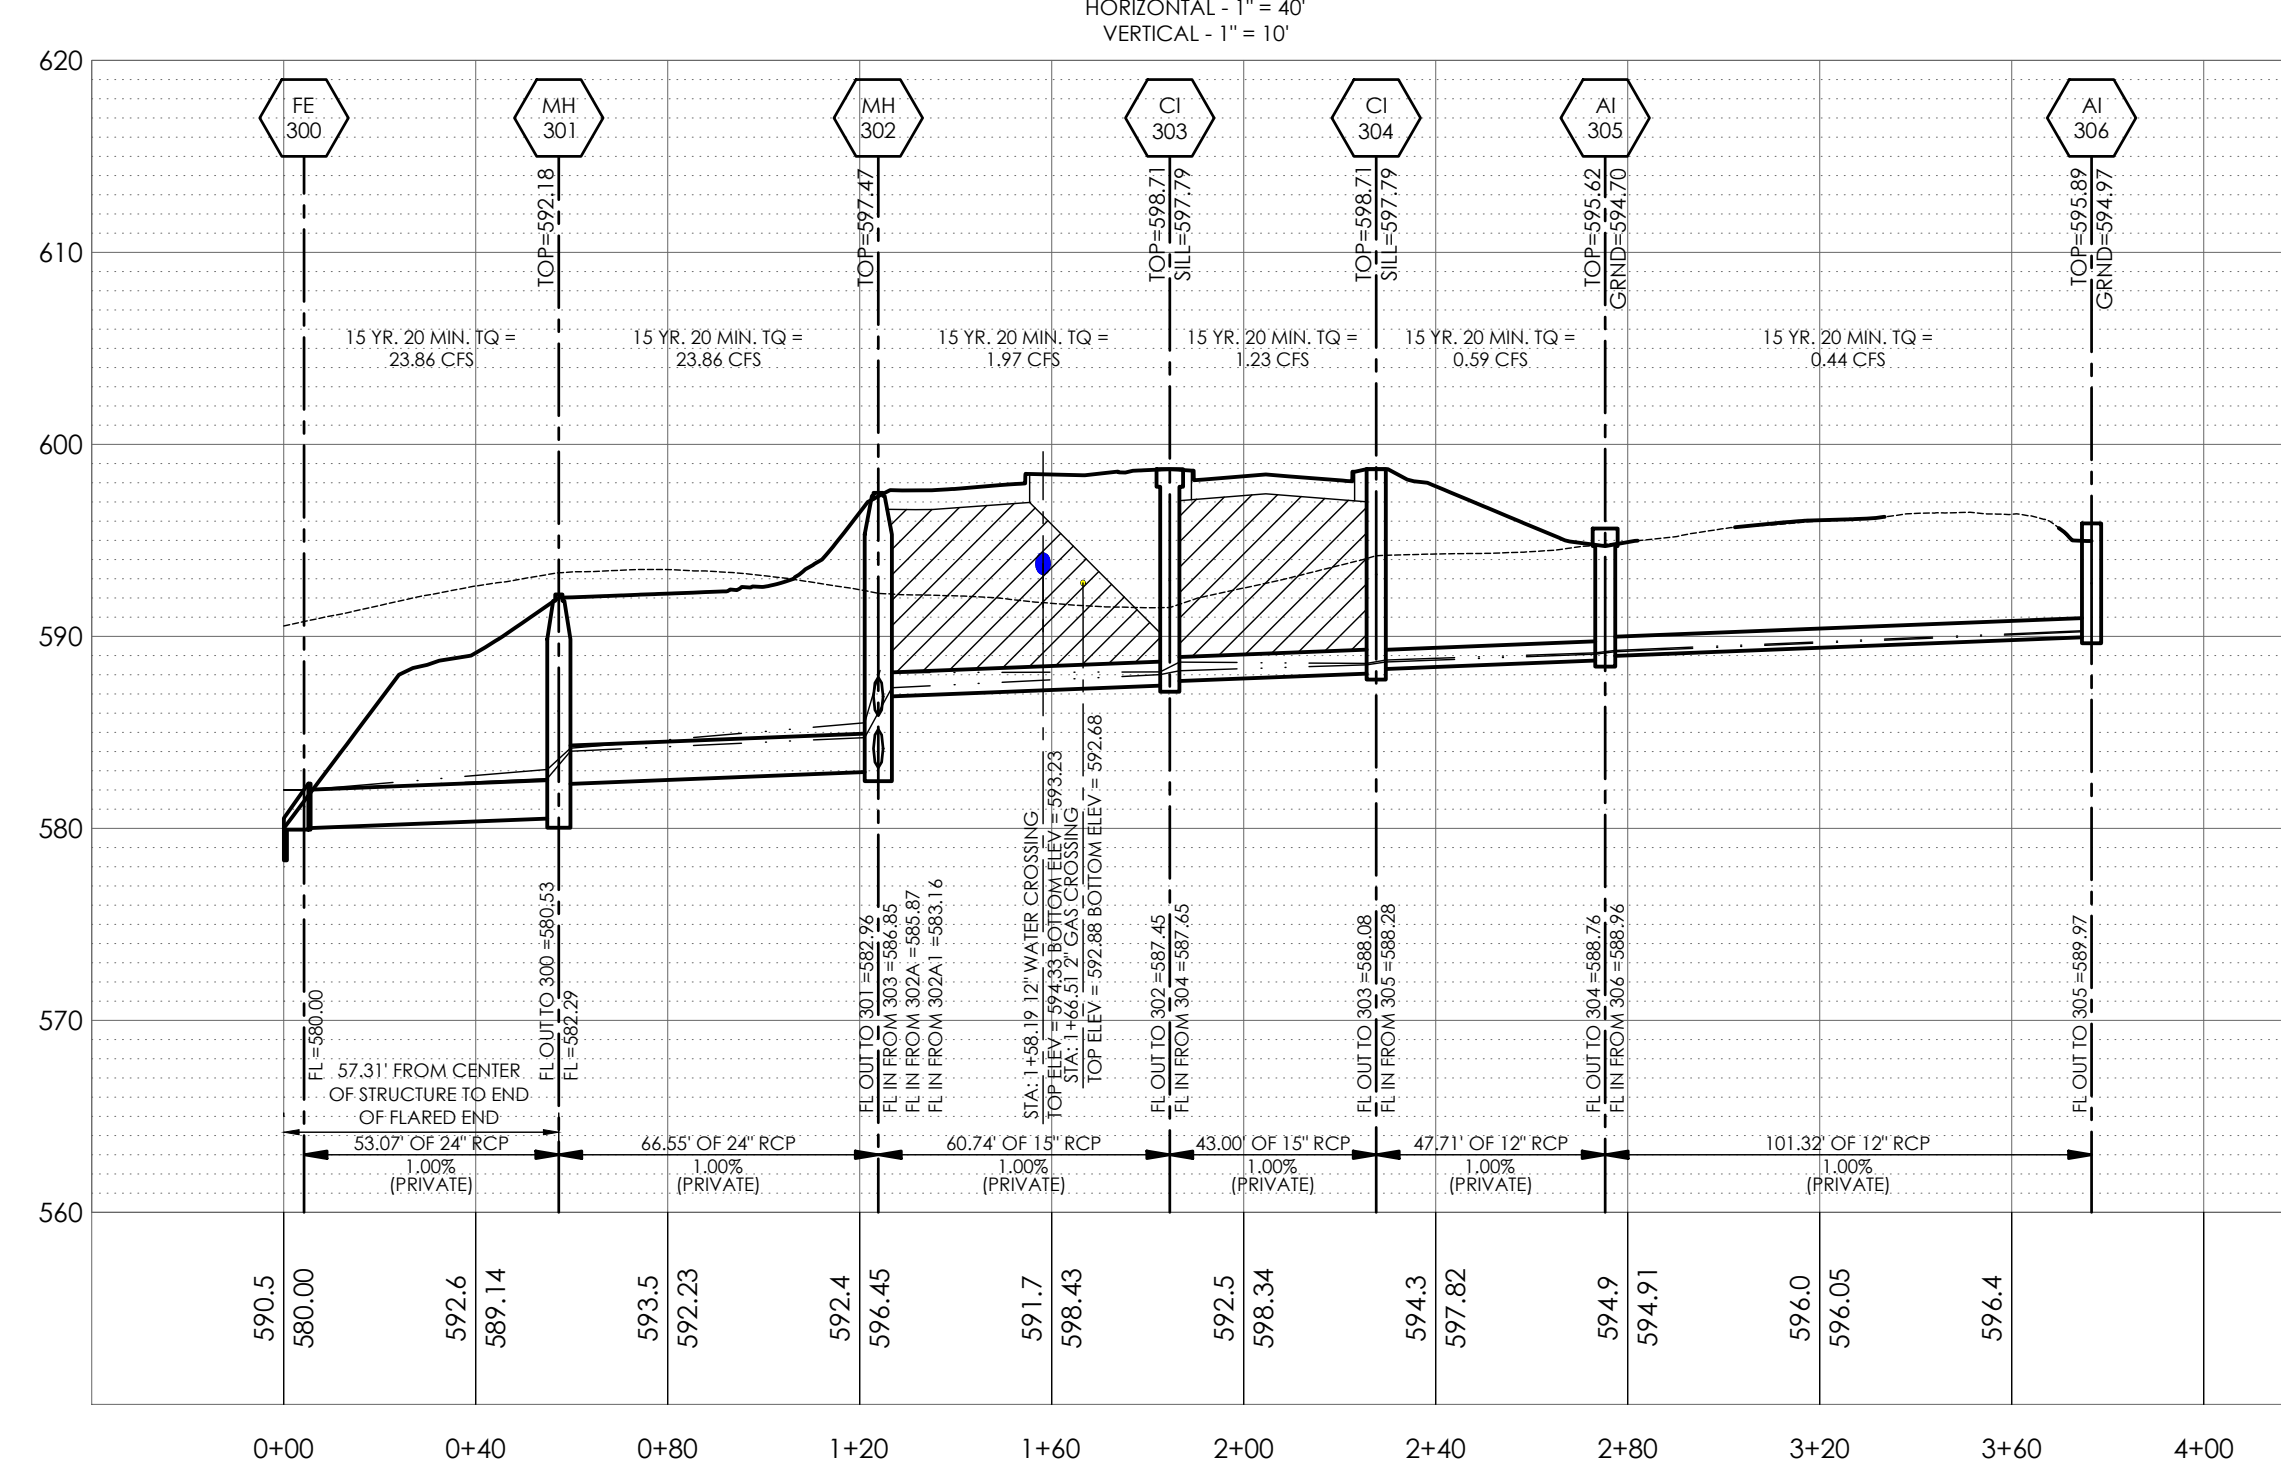 HORIZONTAL - 1" = 40'
VERTICAL - 1" = 10'
620
610
600
590
580
570
560
FE
300
MH
301
MH
302
CI
303
CI
304
AI
305
AI
306
TOP=592.18
TOP=597.47
TOP=598.71
SILL=597.79
TOP=598.71
SILL=597.79
TOP=595.62
GRND=594.70
TOP=595.89
GRND=594.97
15 YR. 20 MIN. TQ =
23.86 CFS
15 YR. 20 MIN. TQ =
23.86 CFS
15 YR. 20 MIN. TQ =
1.97 CFS
15 YR. 20 MIN. TQ =
1.23 CFS
15 YR. 20 MIN. TQ =
0.59 CFS
15 YR. 20 MIN. TQ =
0.44 CFS
FL=580.00
FL OUT TO 300 =580.53
FL=582.29
FL OUT TO 301 =582.96
FL IN FROM 303 =586.85
FL IN FROM 302A =585.87
FL IN FROM 302A1 =583.16
STA: 1+58.19 12" WATER CROSSING
TOP ELEV = 594.33 BOTTOM ELEV = 593.23
STA: 1+66.51 2" GAS CROSSING
TOP ELEV = 592.88 BOTTOM ELEV = 592.68
FL OUT TO 302 =587.45
FL IN FROM 304 =587.65
FL OUT TO 303 =588.08
FL IN FROM 305 =588.28
FL OUT TO 304 =588.76
FL IN FROM 306 =588.96
FL OUT TO 305 =589.97
57.31' FROM CENTER
OF STRUCTURE TO END
OF FLARED END
53.07' OF 24" RCP
1.00%
(PRIVATE)
66.55' OF 24" RCP
1.00%
(PRIVATE)
60.74' OF 15" RCP
1.00%
(PRIVATE)
43.00' OF 15" RCP
1.00%
(PRIVATE)
47.71' OF 12" RCP
1.00%
(PRIVATE)
101.32' OF 12" RCP
1.00%
(PRIVATE)
590.5
580.00
592.6
589.14
593.5
592.23
592.4
596.45
591.7
598.43
592.5
598.34
594.3
597.82
594.9
594.91
596.0
596.05
596.4
0+00
0+40
0+80
1+20
1+60
2+00
2+40
2+80
3+20
3+60
4+00